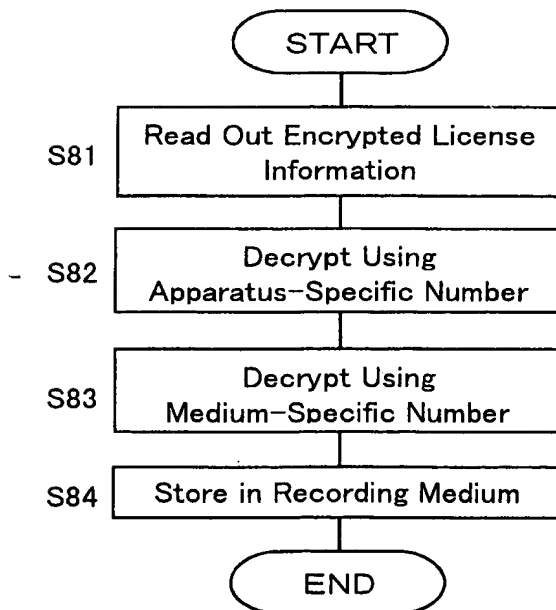 START
S81
Read Out Encrypted License
Information
S82
Decrypt Using
Apparatus-Specific Number
S83
Decrypt Using
Medium-Specific Number
S84
Store in Recording Medium
END